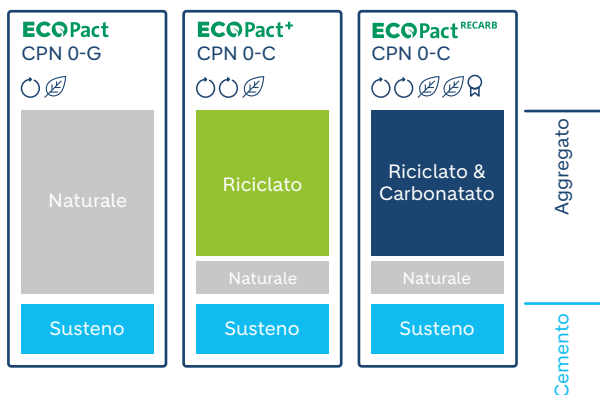 ECOPact
CPN 0-G
Naturale
Susteno
ECOPact+
CPN 0-C
Riciclato
Naturale
Susteno
ECOPact RECARB
CPN 0-C
Riciclato &
Carbonatato
Naturale
Susteno
Aggregato
Cemento